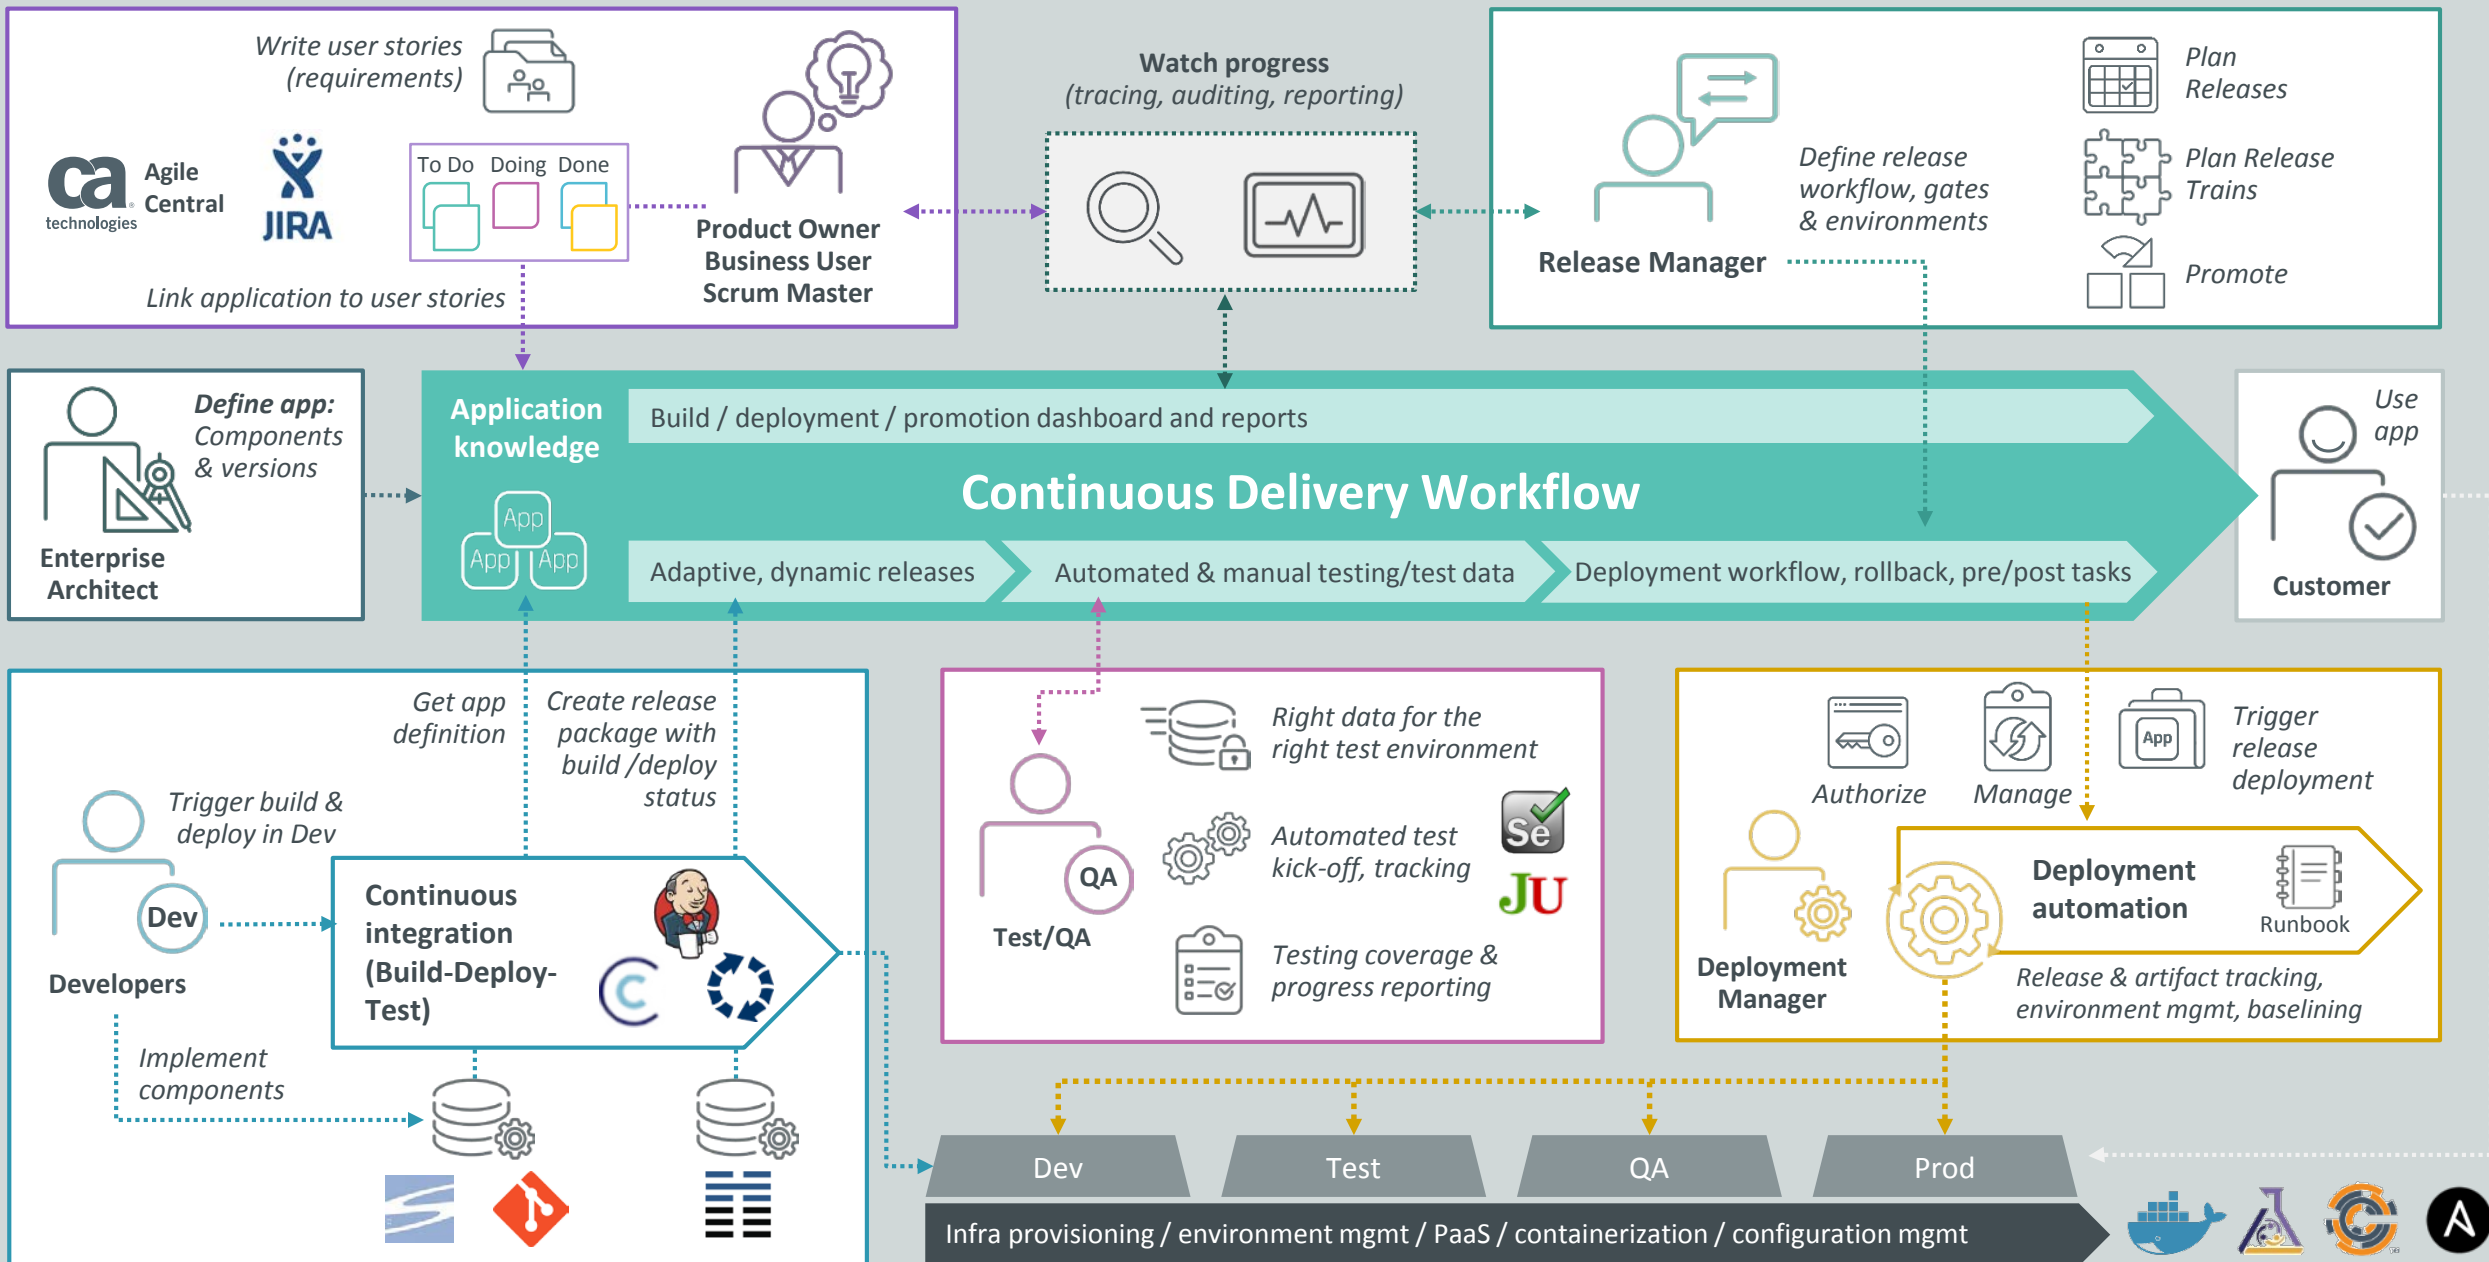 Write user stories
(requirements)
ca
technologies
Agile
Central
JIRA
To Do Doing Done
Product Owner
Business User
Scrum Master
Link application to user stories
Watch progress
(tracing, auditing, reporting)
Release Manager
Define release
workflow, gates
& environments
Plan
Releases
Plan Release
Trains
Promote
Define app:
Components
& versions
Enterprise
Architect
Application
knowledge
App
App App
Build / deployment / promotion dashboard and reports
Continuous Delivery Workflow
Adaptive, dynamic releases
Automated & manual testing/test data
Deployment workflow, rollback, pre/post tasks
Use
app
Customer
Get app
definition
Create release
package with
build /deploy
status
Trigger build &
deploy in Dev
Dev
Developers
Continuous
integration
(Build-Deploy-
Test)
C
Implement
components
Right data for the
right test environment
QA
Test/QA
Automated test
kick-off, tracking
Se
JU
Testing coverage &
progress reporting
Authorize
Manage
App
Trigger
release
deployment
Deployment
Manager
Deployment
automation
Runbook
Release & artifact tracking,
environment mgmt, baselining
Dev
Test
QA
Prod
Infra provisioning / environment mgmt / PaaS / containerization / configuration mgmt
A